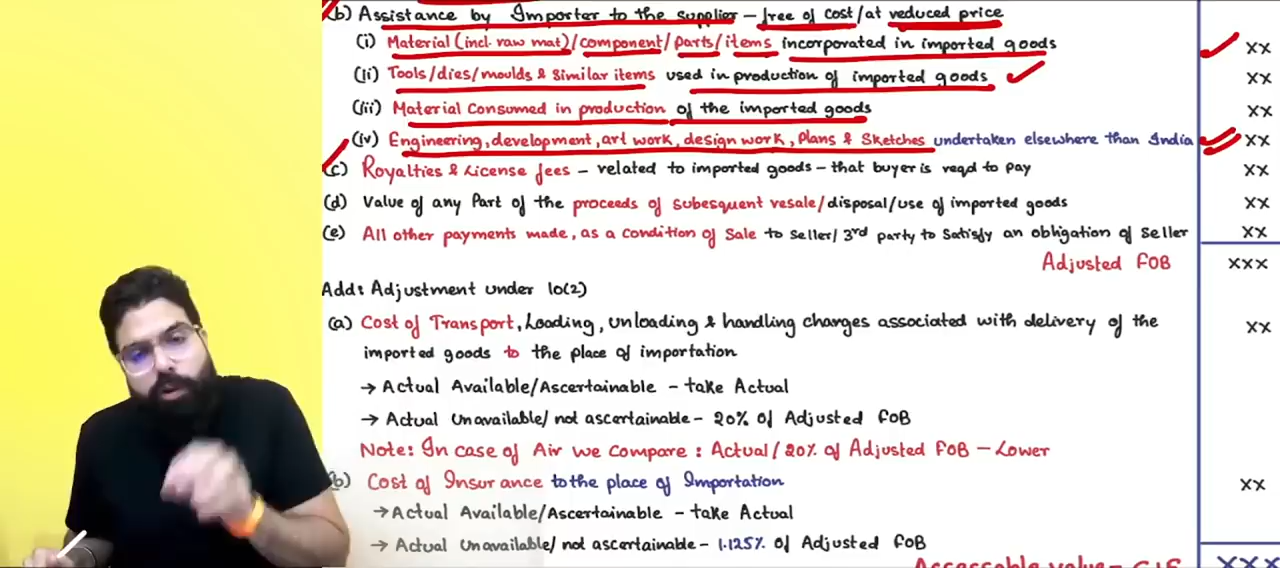 (b) Assistance by Importer to the supplier – free of cost/at reduced price
(i) Material (incl. raw mat)/component/parts/items incorporated in imported goods xx
(ii) Tools/dies/moulds & Similar items used in production of imported goods xx
(iii) Material Consumed in production of the imported goods xx
(iv) Engineering, development, art work, design work, Plans & Sketches undertaken elsewhere than India xx
(c) Royalties & License fees – related to imported goods – that buyer is reqd to pay xx
(d) Value of any Part of the proceeds of subesquent resale/disposal/use of imported goods xx
(e) All other payments made, as a condition of Sale to seller/3rd party to Satisfy an obligation of seller xx
Adjusted FOB xxx
Add: Adjustment under 10(2)
(a) Cost of Transport, Loading, unloading & handling charges associated with delivery of the xx
imported goods to the place of importation
→ Actual Available/Ascertainable – take Actual
→ Actual Unavailable/not ascertainable – 20% of Adjusted FOB
Note: In case of Air we Compare : Actual/20% of Adjusted FOB – Lower
(b) Cost of Insurance to the place of Importation xx
→ Actual Available/Ascertainable – take Actual
→ Actual Unavailable/not ascertainable – 1.125% of Adjusted FOB
Assessable value – CIF xxx